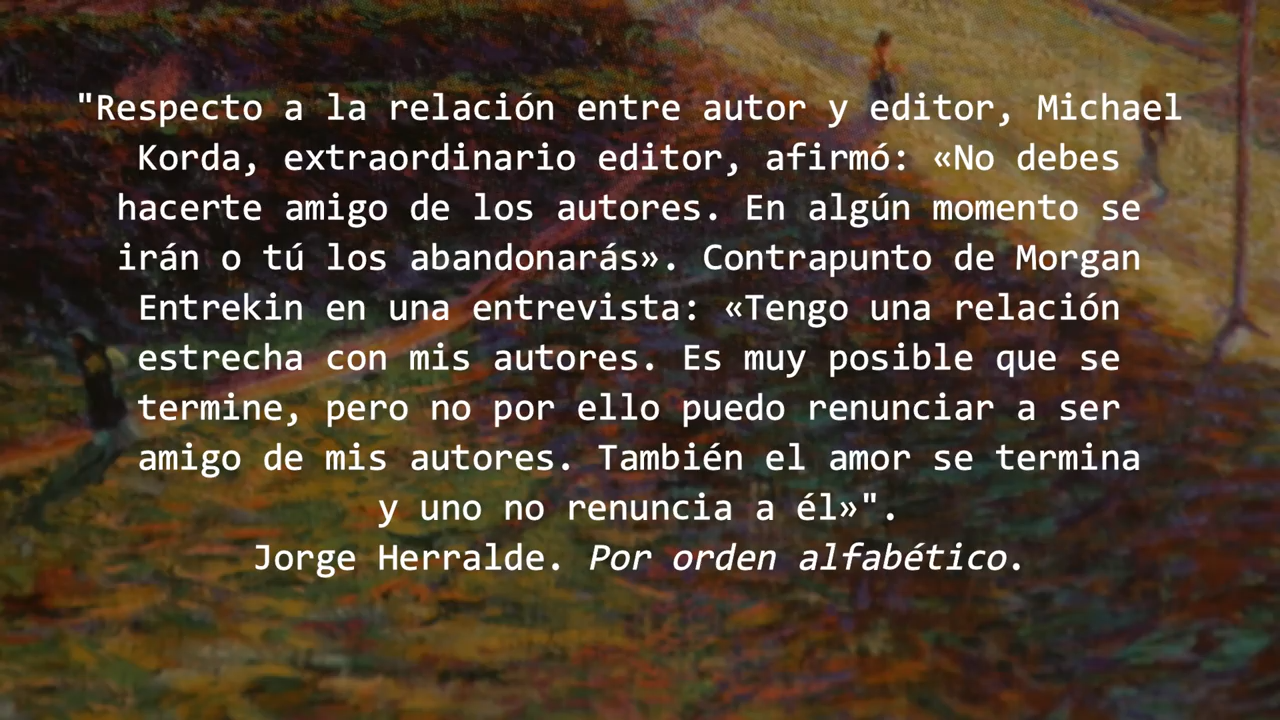 "Respecto a la relación entre autor y editor, Michael
Korda, extraordinario editor, afirmó: «No debes
hacerte amigo de los autores. En algún momento se
irán o tú los abandonarás». Contrapunto de Morgan
Entrekin en una entrevista: «Tengo una relación
estrecha con mis autores. Es muy posible que se
termine, pero no por ello puedo renunciar a ser
amigo de mis autores. También el amor se termina
y uno no renuncia a él»".
Jorge Herralde. Por orden alfabético.